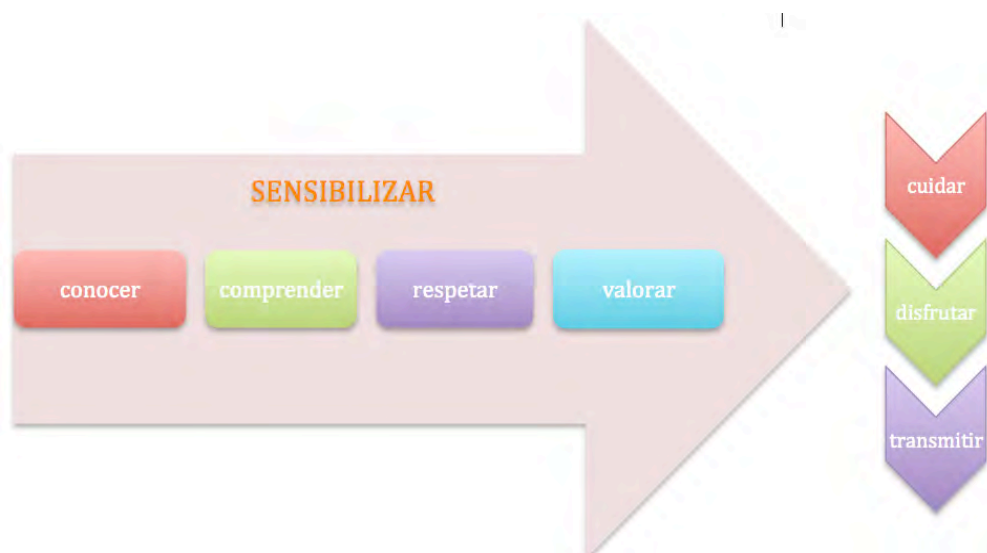 SENSIBILIZAR
conocer
comprender
respetar
valorar
cuidar
disfrutar
transmitir